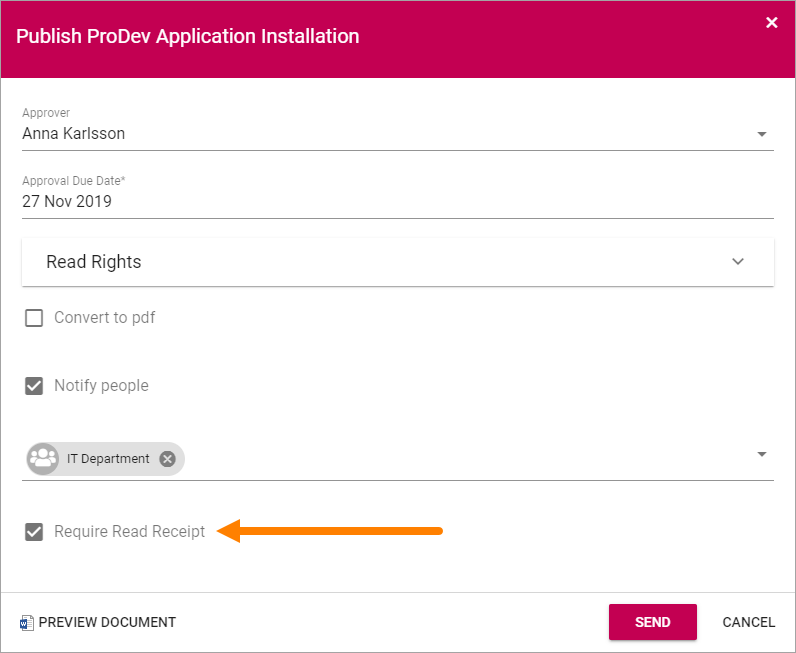 Publish ProDev Application Installation
Approver
Anna Karlsson
Approval Due Date*
27 Nov 2019
Read Rights
Convert to pdf
Notify people
IT Department
Require Read Receipt
PREVIEW DOCUMENT
SEND
CANCEL